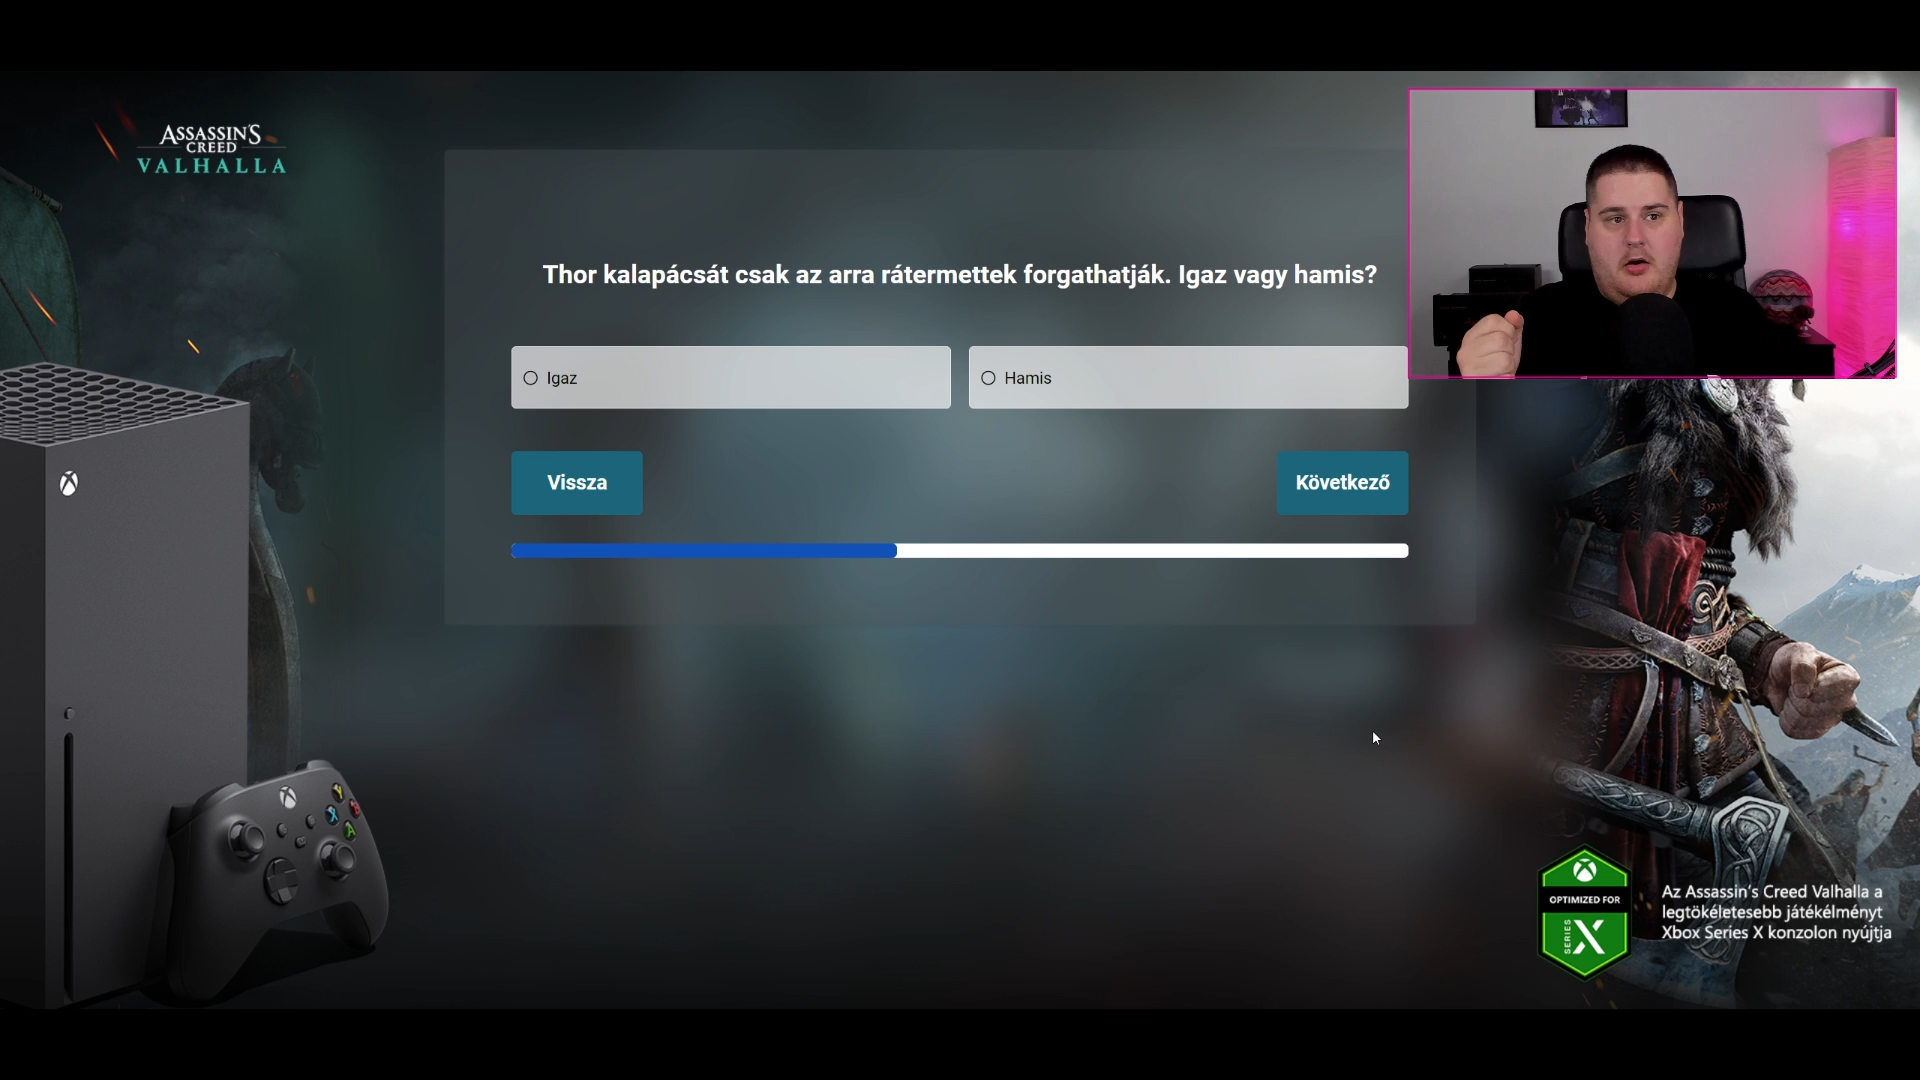 ASSASSIN'S
CREED
VALHALLA
Thor kalapácsát csak az arra rátermettek forgathatják. Igaz vagy hamis?
Igaz
Hamis
Vissza
Következő
Y
X
B
A
OPTIMIZED FOR
SERIES X
Az Assassin's Creed Valhalla a
legtökéletesebb játékélményt
Xbox Series X konzolon nyújtja